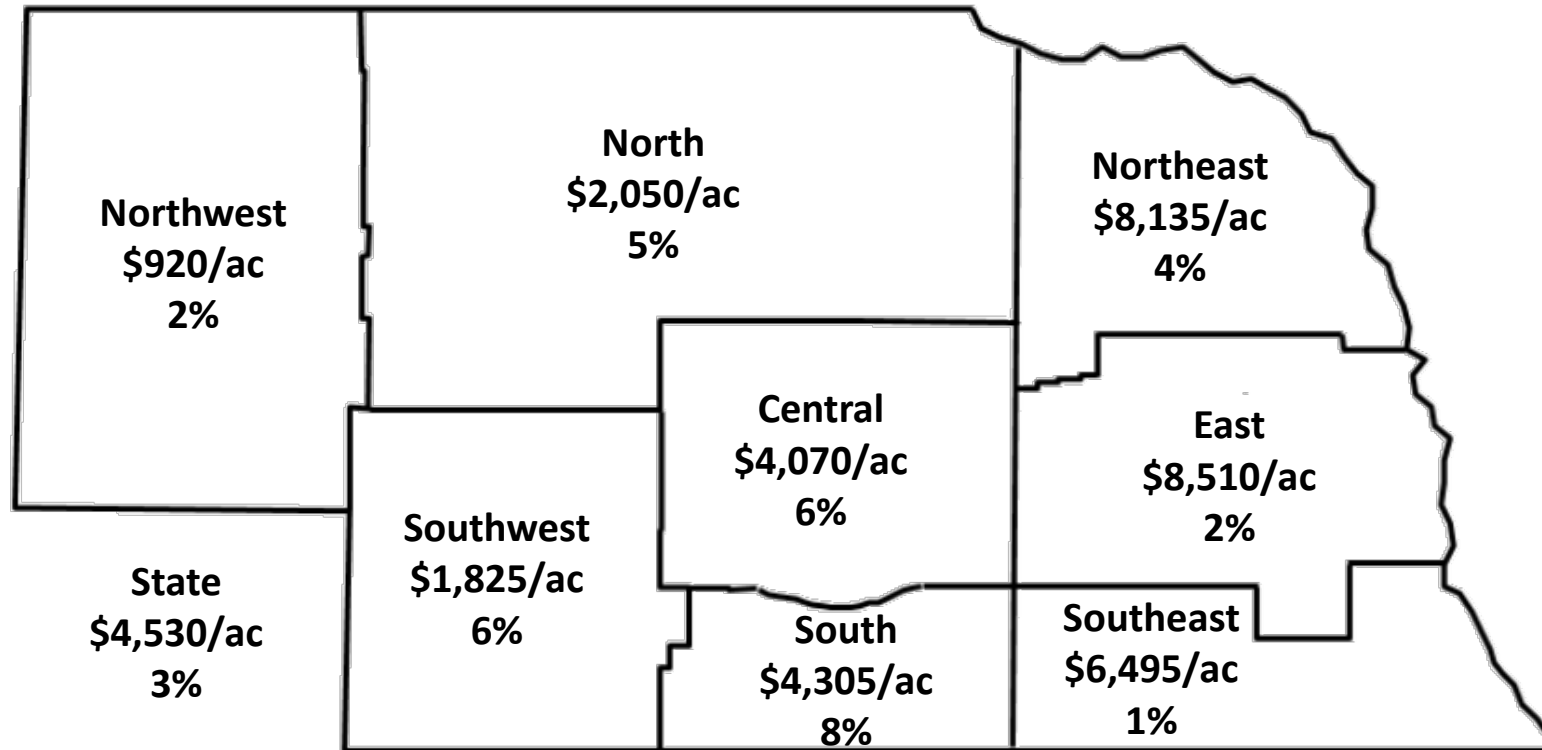 North
$2,050/ac
5%
Northeast
$8,135/ac
4%
Northwest
$920/ac
2%
Central
$4,070/ac
6%
East
$8,510/ac
2%
Southwest
$1,825/ac
6%
State
$4,530/ac
3%
South
$4,305/ac
8%
Southeast
$6,495/ac
1%